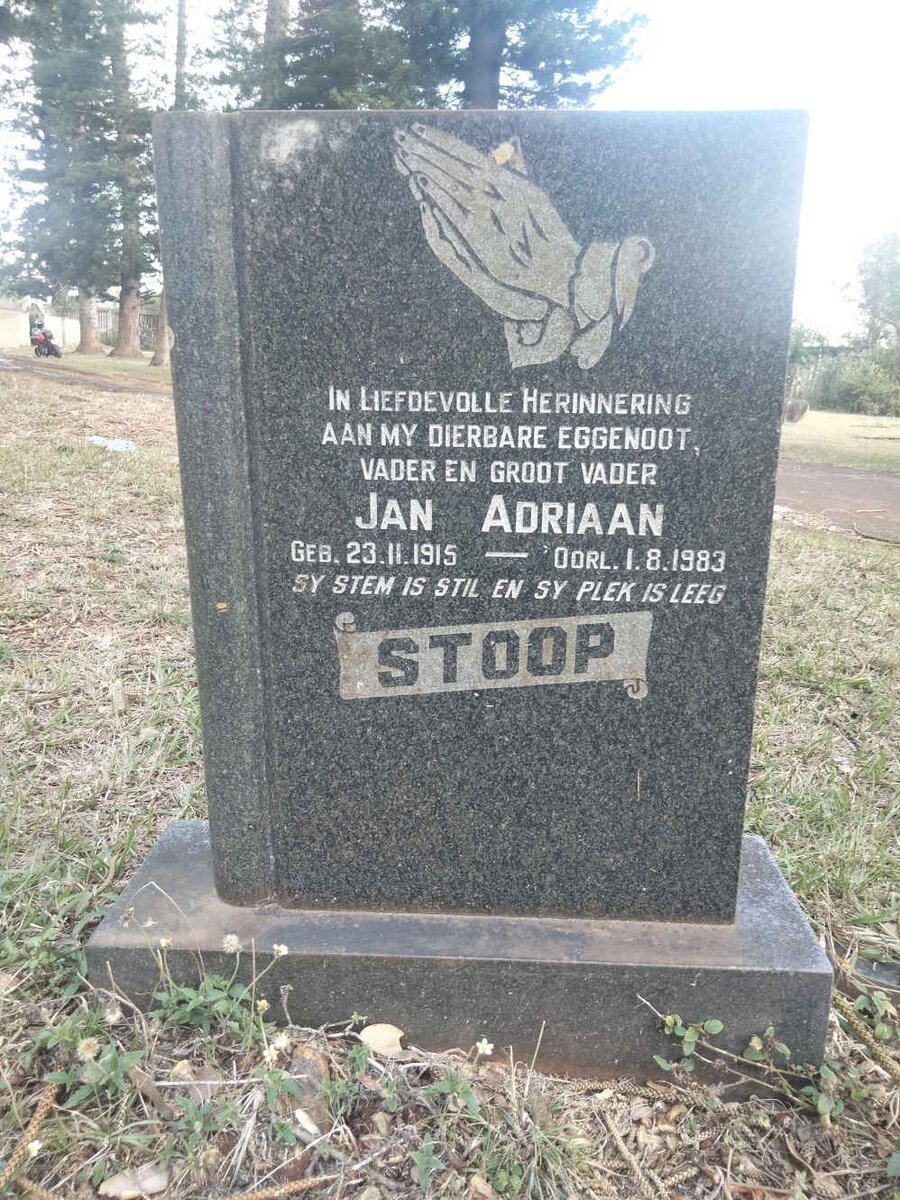 IN LIEFDEVOLLE HERINNERING
AAN MY DIERBARE EGGENOOT,
VADER EN GROOT VADER
JAN ADRIAAN
GEB. 23.11.1915 — OORL. 1.8.1983
SY STEM IS STIL EN SY PLEK IS LEEG
STOOP